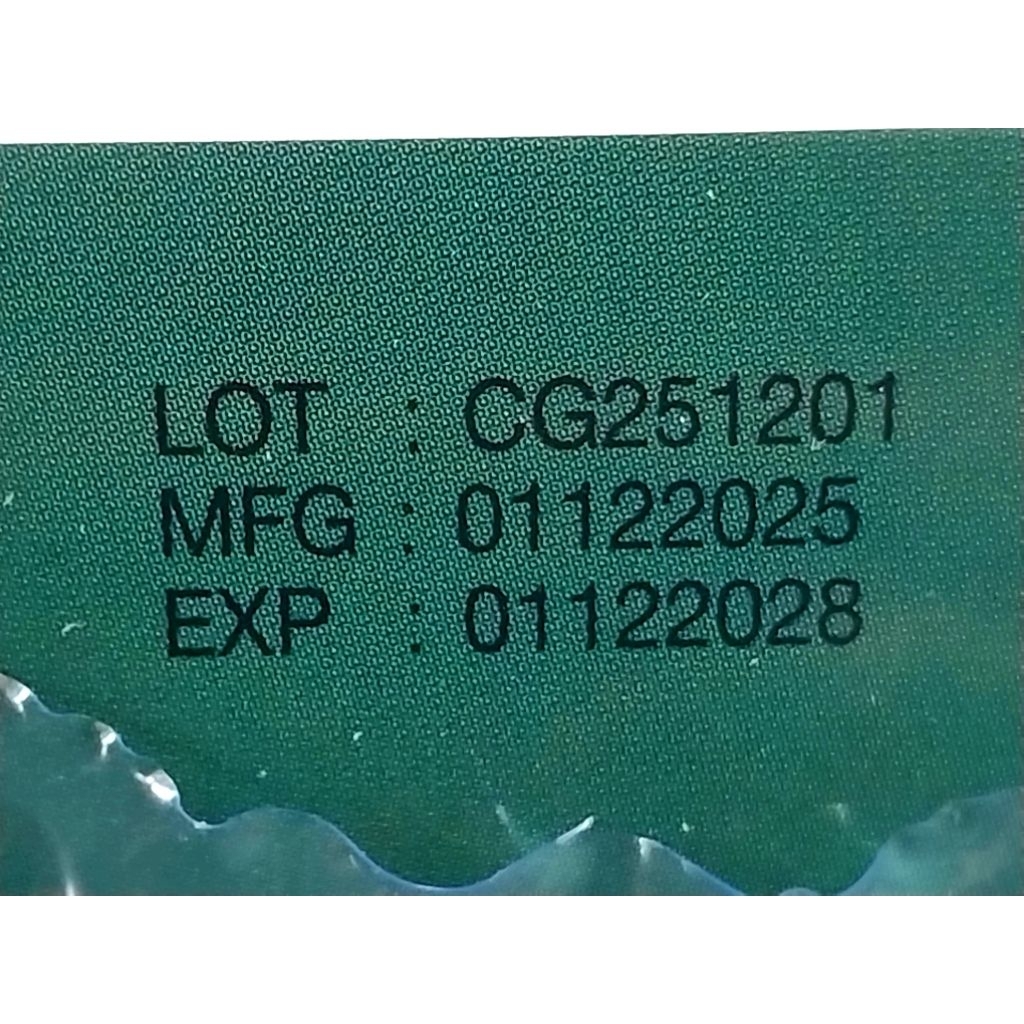 LOT : CG251201
MFG : 01122025
EXP : 01122028